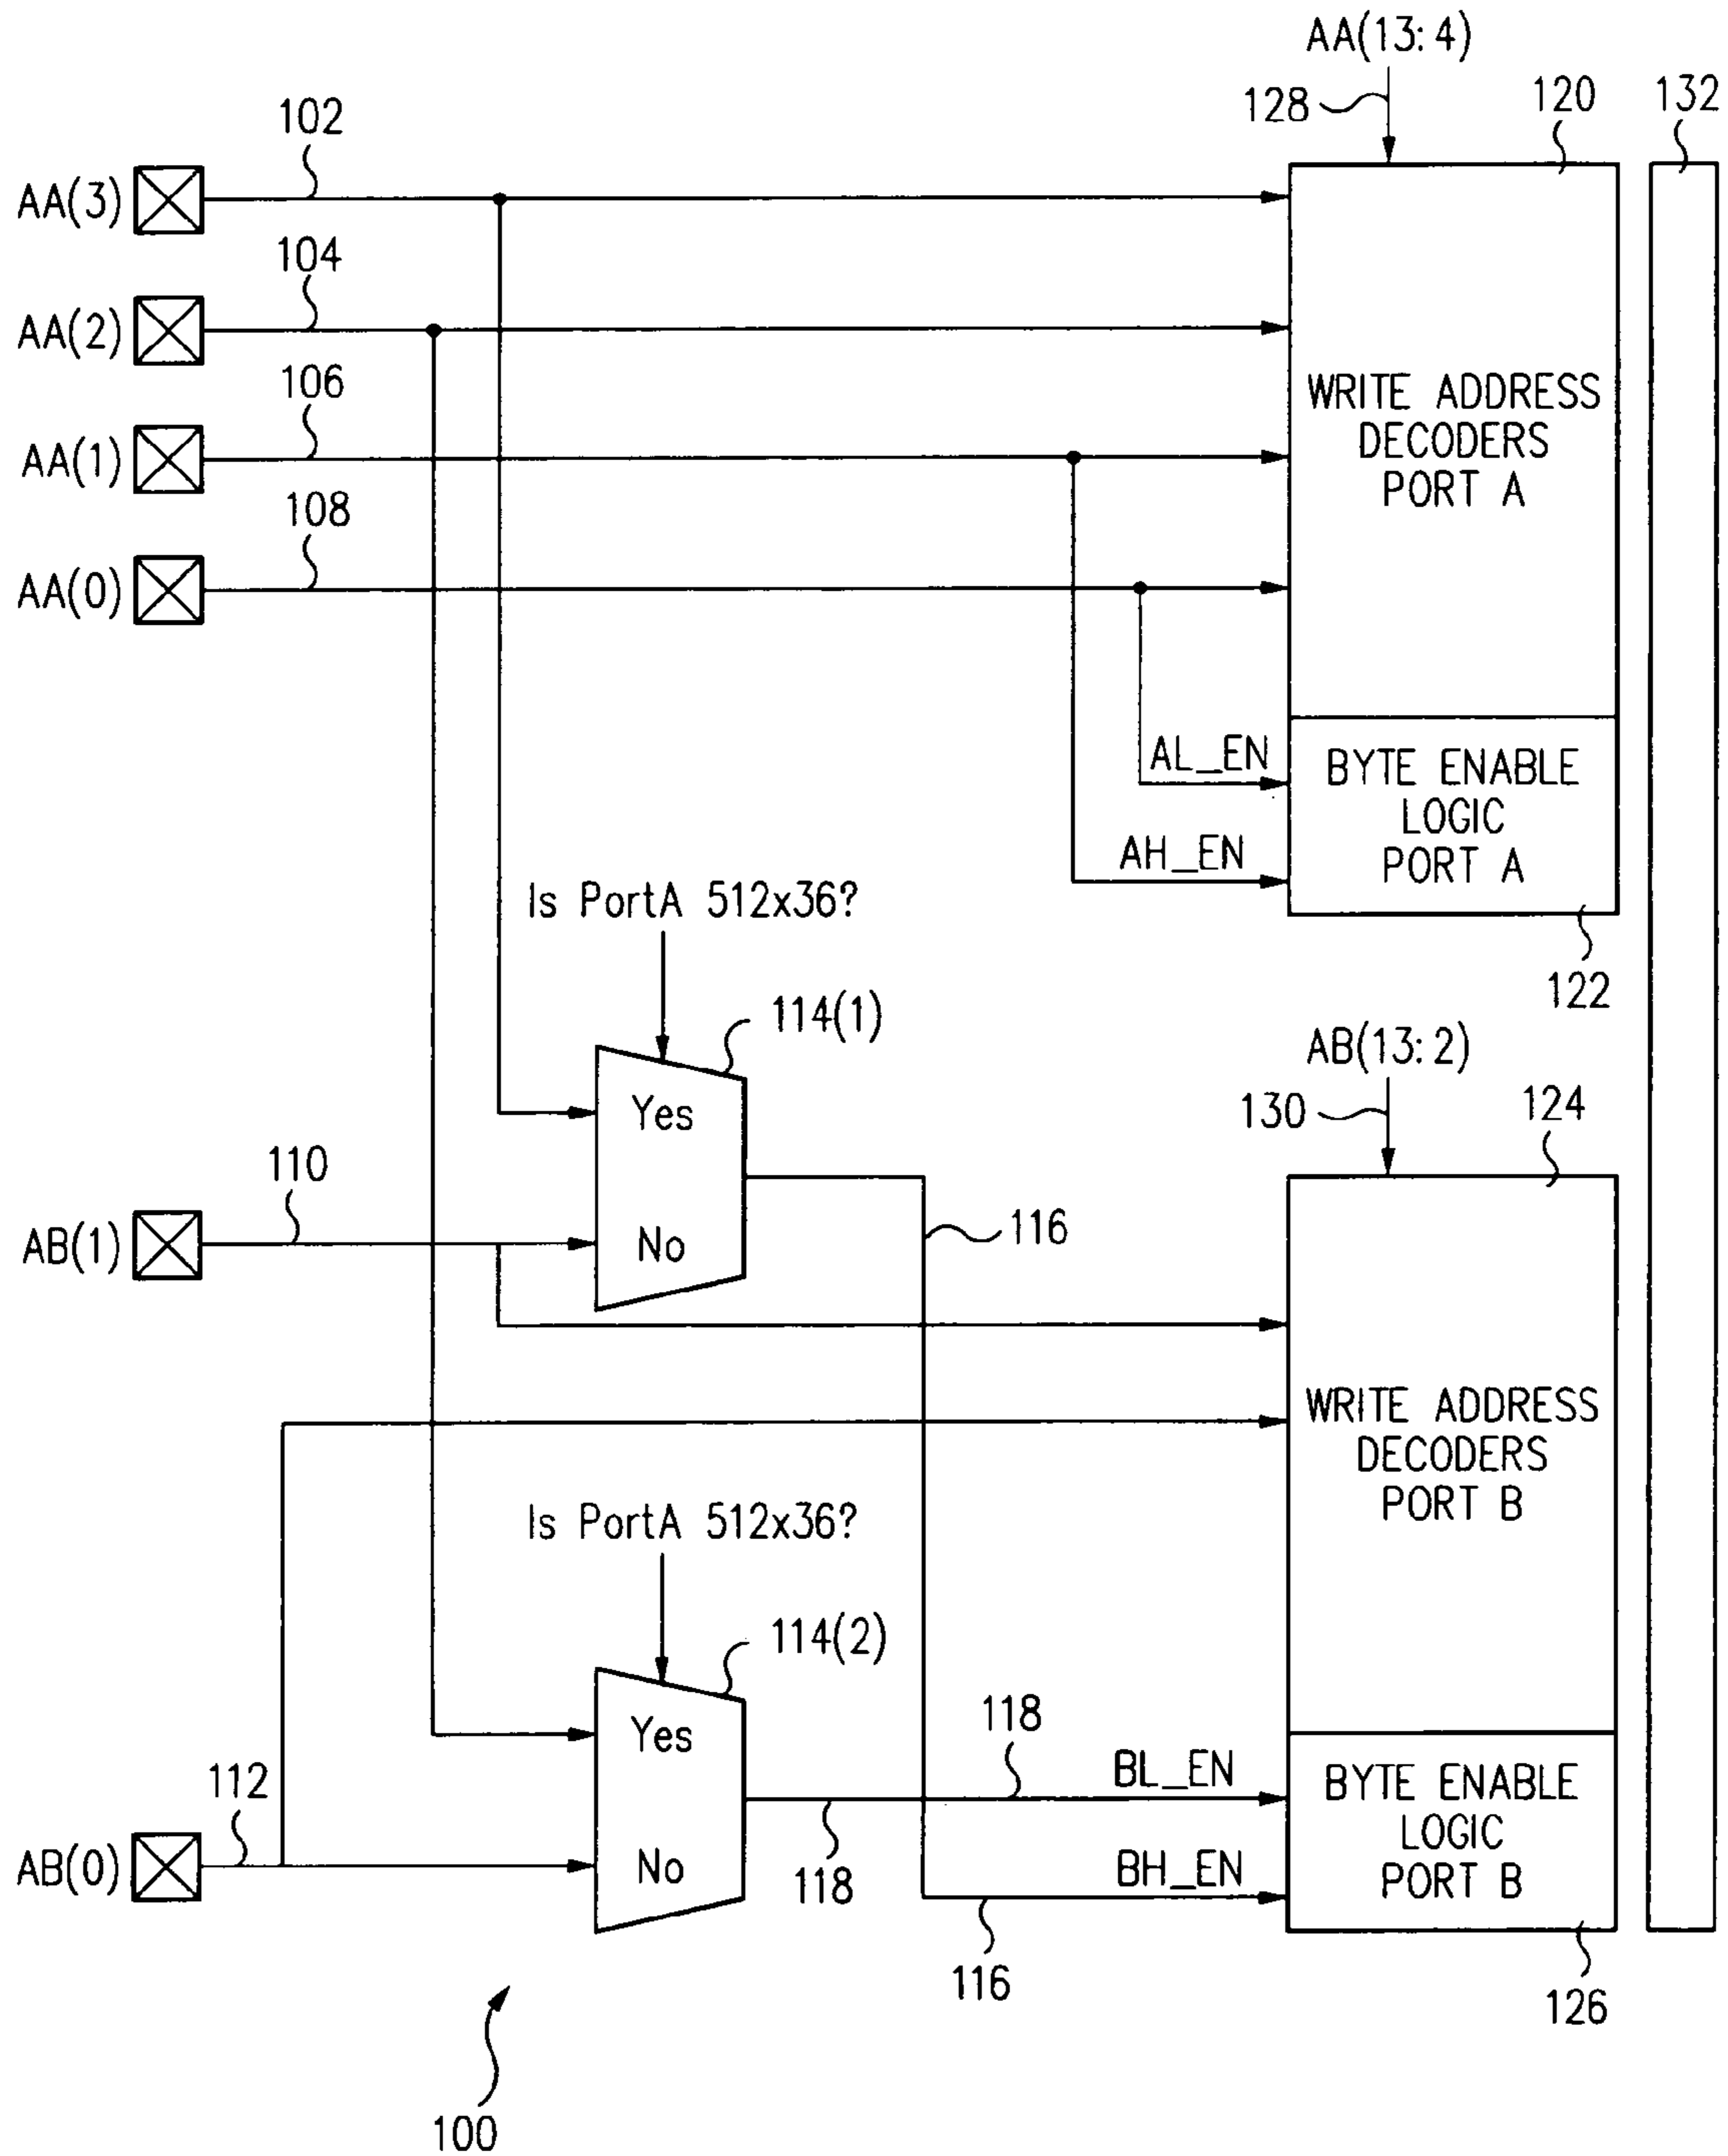 AA(13:4)
128
120
132
102
AA(3)
104
AA(2)
106
AA(1)
108
AA(0)
WRITE ADDRESS
DECODERS
PORT A
AL_EN
AH_EN
BYTE ENABLE
LOGIC
PORT A
122
Is PortA 512x36?
114(1)
Yes
No
AB(13:2)
130
124
110
AB(1)
116
WRITE ADDRESS
DECODERS
PORT B
Is PortA 512x36?
114(2)
Yes
No
118
118
BL_EN
BH_EN
BYTE ENABLE
LOGIC
PORT B
112
AB(0)
116
126
100